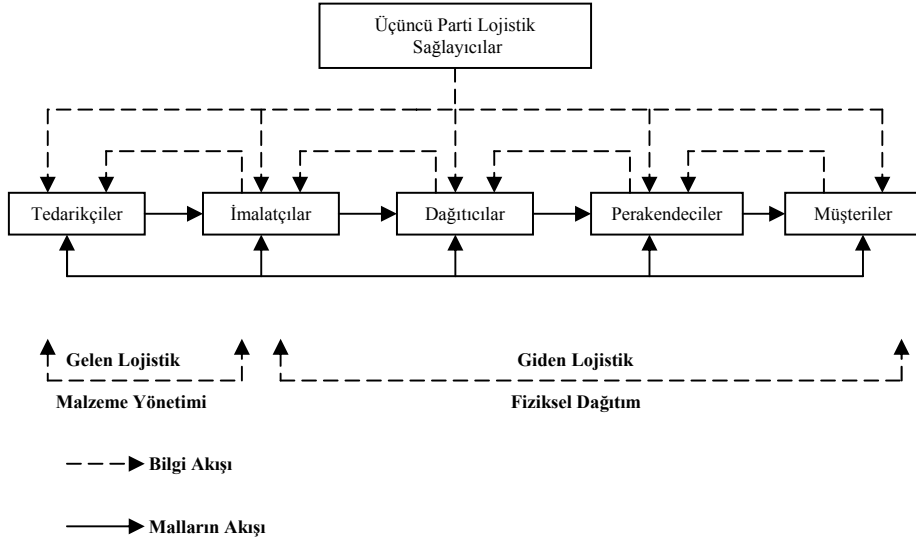 Üçüncü Parti Lojistik
Sağlayıcılar
Tedarikçiler
İmalatçılar
Dağıtıcılar
Perakendeciler
Müşteriler
Gelen Lojistik
Giden Lojistik
Malzeme Yönetimi
Fiziksel Dağıtım
Bilgi Akışı
Malların Akışı